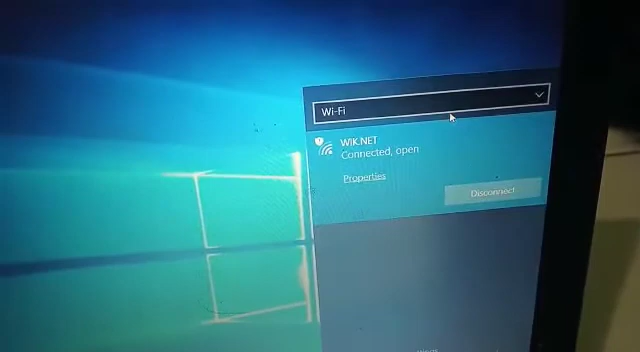 Wi-Fi
WIK.NET
Connected, open
Properties
Disconnect